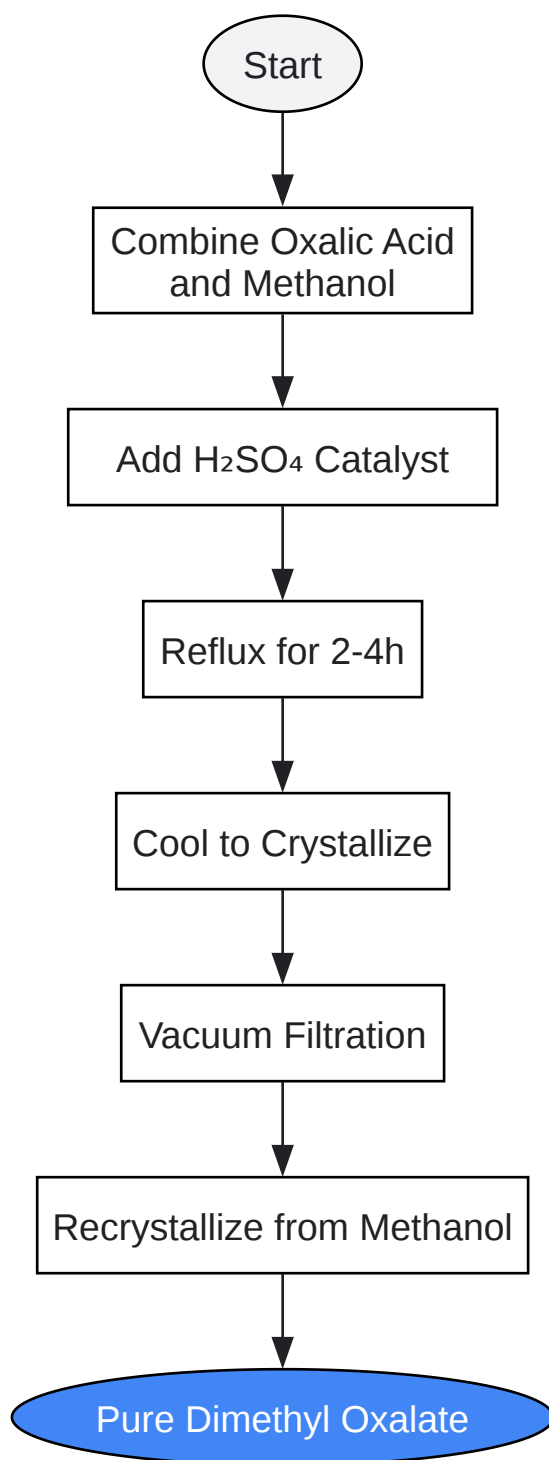 Start
Combine Oxalic Acid
and Methanol
Add H₂SO₄ Catalyst
Reflux for 2-4h
Cool to Crystallize
Vacuum Filtration
Recrystallize from Methanol
Pure Dimethyl Oxalate